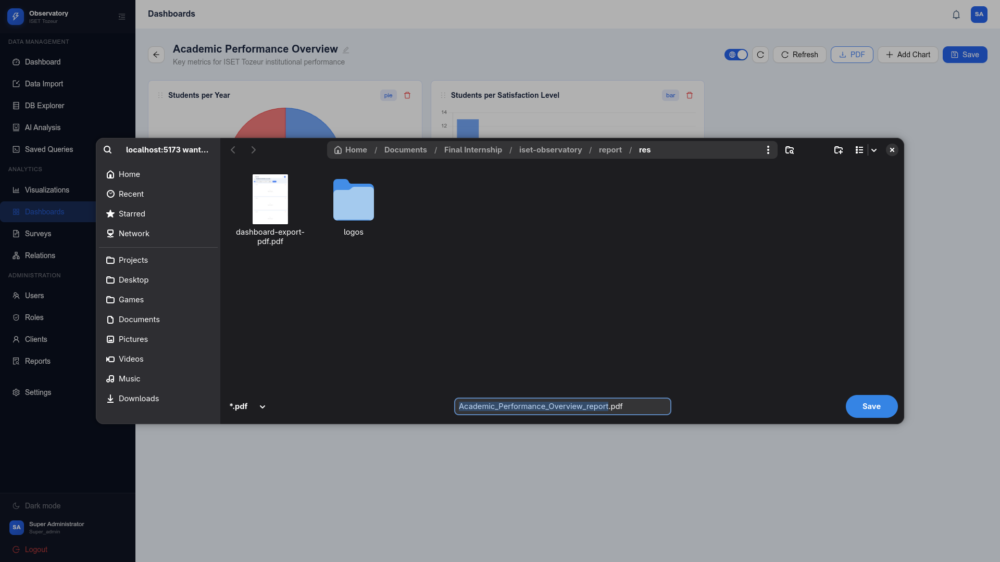 Observatory
ISET Tozeur
DATA MANAGEMENT
Dashboard
Data Import
DB Explorer
AI Analysis
Saved Queries
ANALYTICS
Visualizations
Dashboards
Surveys
Relations
ADMINISTRATION
Users
Roles
Clients
Reports
Settings
Dark mode
SA
Super Administrator
Super_admin
Logout
Dashboards
SA
Academic Performance Overview
Key metrics for ISET Tozeur institutional performance
Refresh
PDF
Add Chart
Save
Students per Year
pie
Students per Satisfaction Level
bar
14
12
localhost:5173 want...
Home / Documents / Final Internship / iset-observatory / report / res
Home
Recent
Starred
Network
Projects
Desktop
Games
Documents
Pictures
Videos
Music
Downloads
dashboard-export-
pdf.pdf
logos
*.pdf
Academic_Performance_Overview_report.pdf
Save